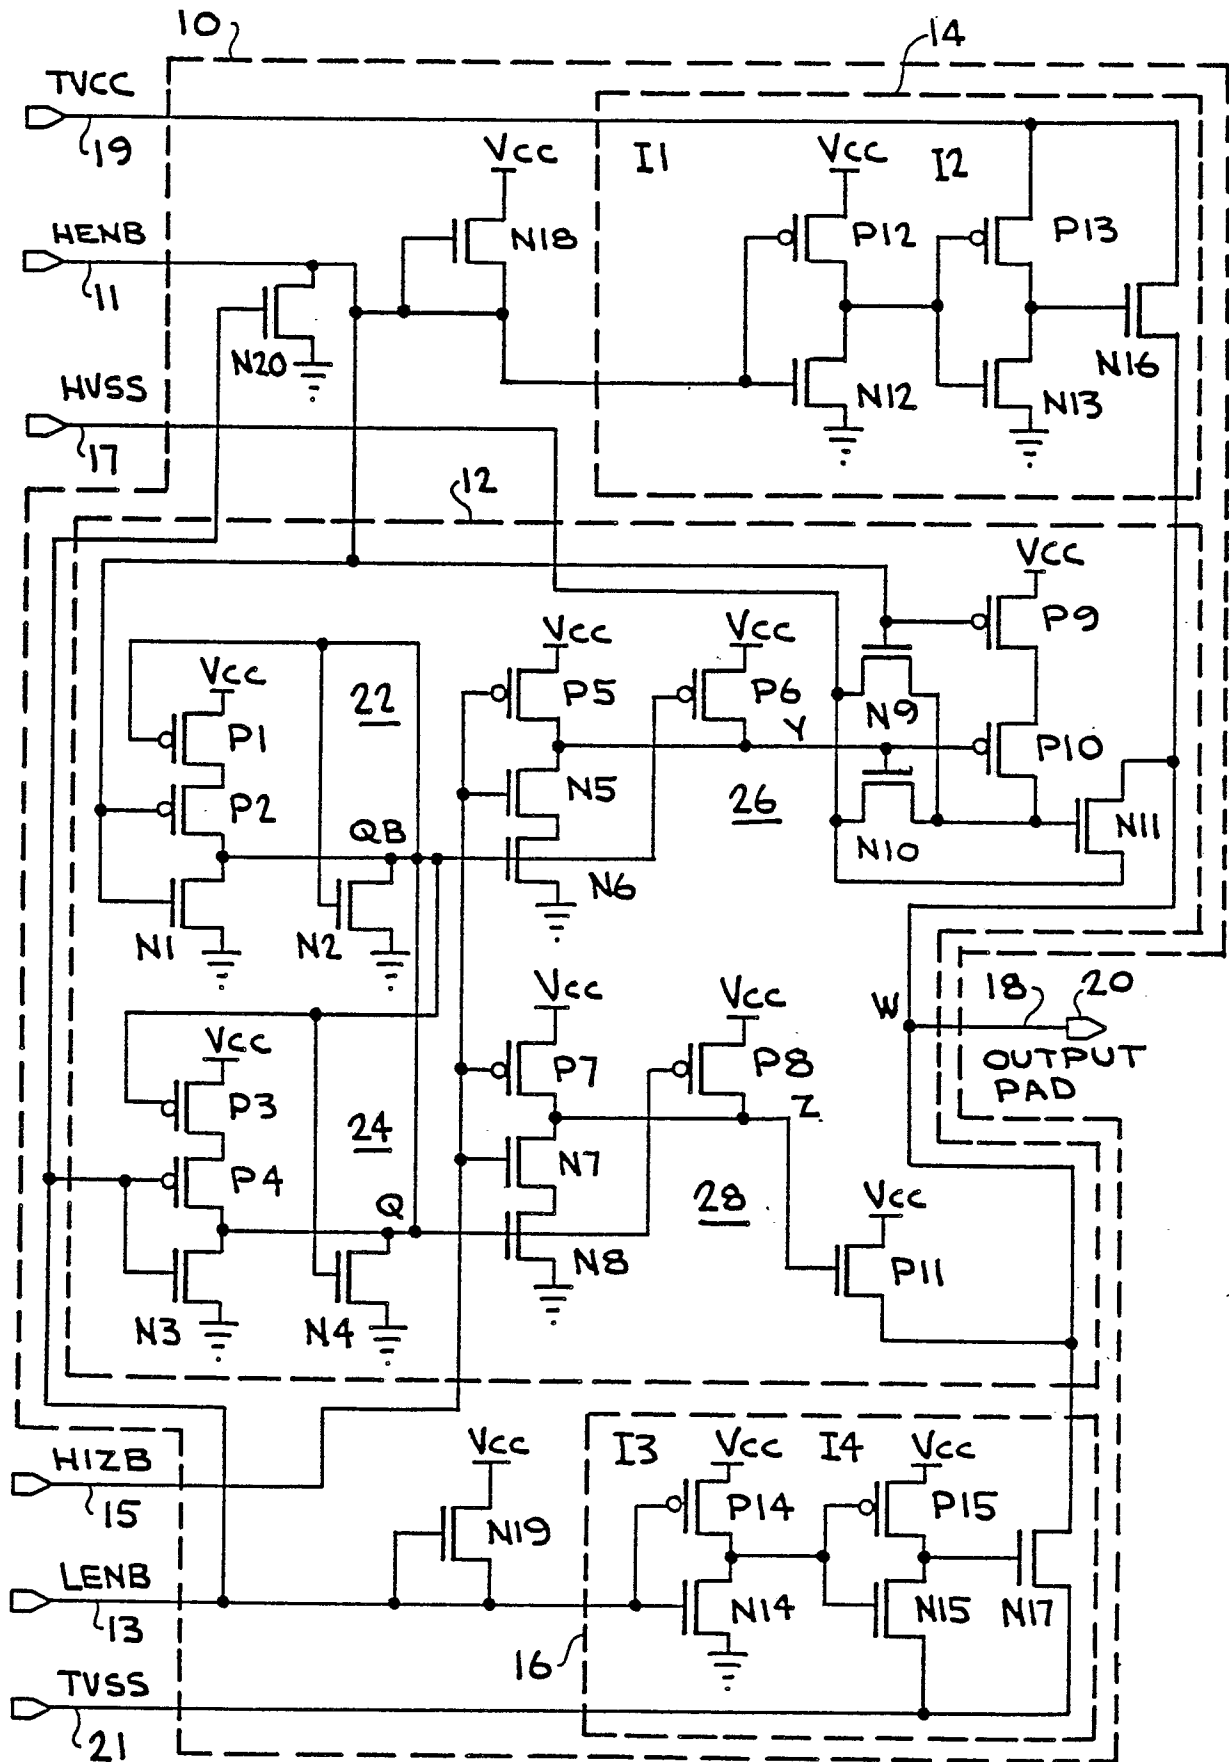 10
14
TVCC
19
VCC
I1
VCC
I2
HENB
N18
P12
P13
11
N20
N16
HVSS
N12
N13
17
12
VCC
P9
VCC
VCC
VCC
22
P5
P6
N9
P1
Y
P10
P2
N5
26
QB
N11
N10
N6
N1
N2
VCC
VCC
W
18
20
VCC
P7
P8
OUTPUT
PAD
P3
Z
24
P4
N7
28
Q
VCC
N8
P11
N3
N4
HIZB
VCC
I3
VCC
I4
VCC
15
N19
P14
P15
LENB
13
N14
N15
N17
16
TVSS
21